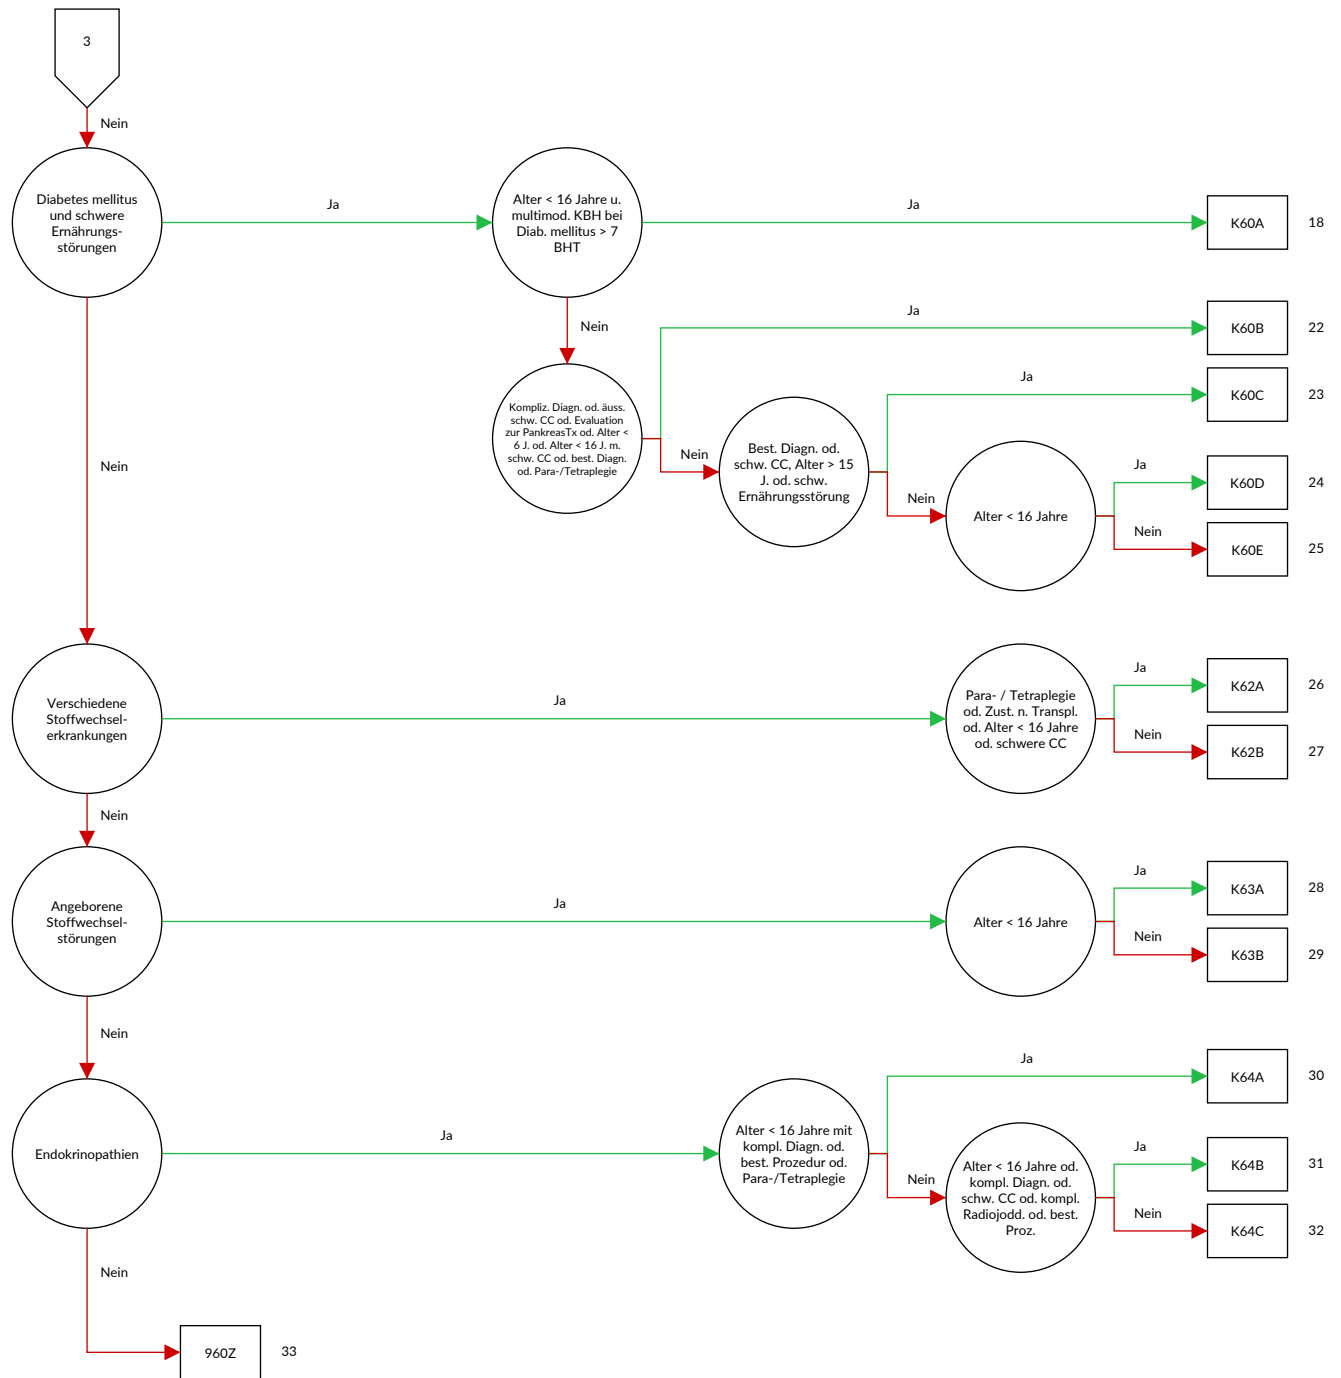 3
Nein
Diabetes mellitus
und schwere
Ernährungs-
störungen
Ja
Alter < 16 Jahre u.
multimod. KBH bei
Diab. mellitus > 7
BHT
Ja
K60A
18
Nein
Ja
K60B
22
Kompliz. Diagn. od. äuss.
schw. CC od. Evaluation
zur PankreasTx od. Alter <
6 J. od. Alter < 16 J. m.
schw. CC od. best. Diagn.
od. Para-/Tetraplegie
Nein
Best. Diagn. od.
schw. CC, Alter > 15
J. od. schw.
Ernährungsstörung
Ja
K60C
23
Nein
Alter < 16 Jahre
Ja
K60D
24
Nein
K60E
25
Nein
Verschiedene
Stoffwechsel-
erkrankungen
Ja
Para- / Tetraplegie
od. Zust. n. Transpl.
od. Alter < 16 Jahre
od. schwere CC
Ja
K62A
26
Nein
K62B
27
Nein
Angeborene
Stoffwechsel-
störungen
Ja
Alter < 16 Jahre
Ja
K63A
28
Nein
K63B
29
Nein
Endokrinopathien
Ja
Alter < 16 Jahre mit
kompl. Diagn. od.
best. Prozedur od.
Para-/Tetraplegie
Ja
K64A
30
Nein
Alter < 16 Jahre od.
kompl. Diagn. od.
schw. CC od. kompl.
Radiojodd. od. best.
Proz.
Ja
K64B
31
Nein
K64C
32
Nein
960Z
33